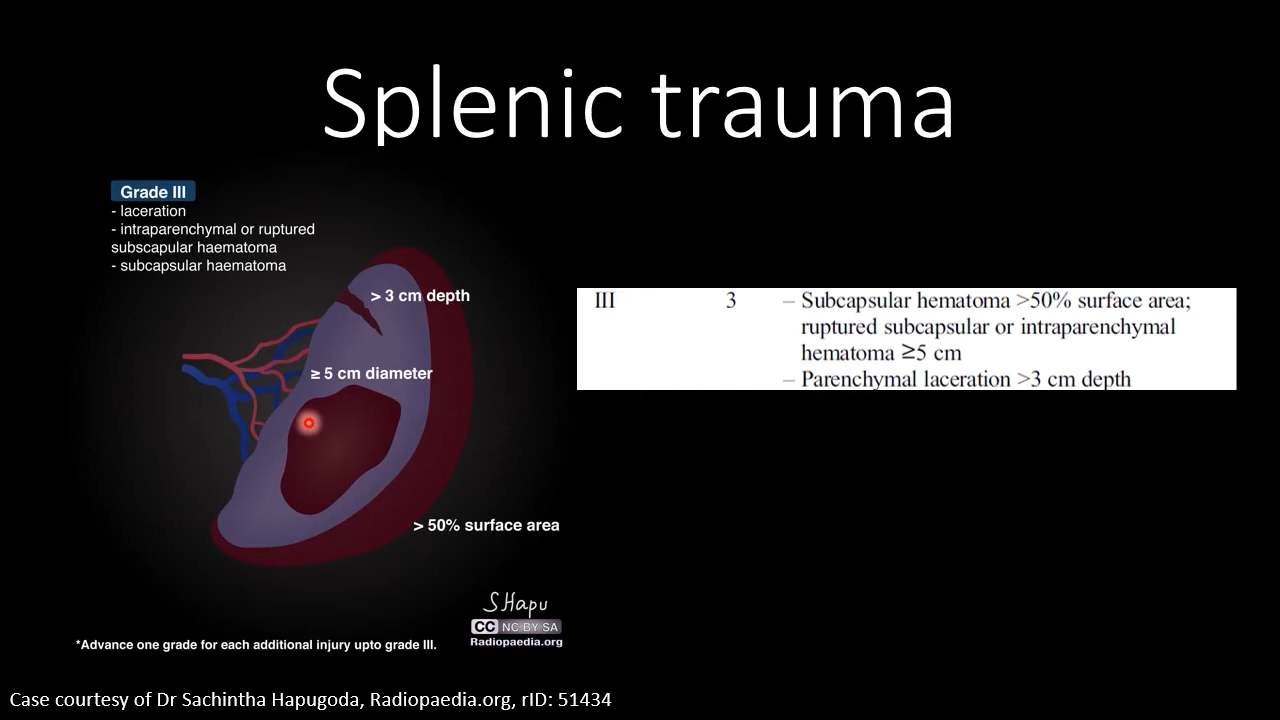 Splenic trauma
Grade III
- laceration
- intraparenchymal or ruptured
subscapular haematoma
- subcapsular haematoma
> 3 cm depth
≥ 5 cm diameter
> 50% surface area
III 3 – Subcapsular hematoma >50% surface area;
ruptured subcapsular or intraparenchymal
hematoma ≥5 cm
– Parenchymal laceration >3 cm depth
S Hapu
CC NC BY SA
Radiopaedia.org
*Advance one grade for each additional injury upto grade III.
Case courtesy of Dr Sachintha Hapugoda, Radiopaedia.org, rID: 51434